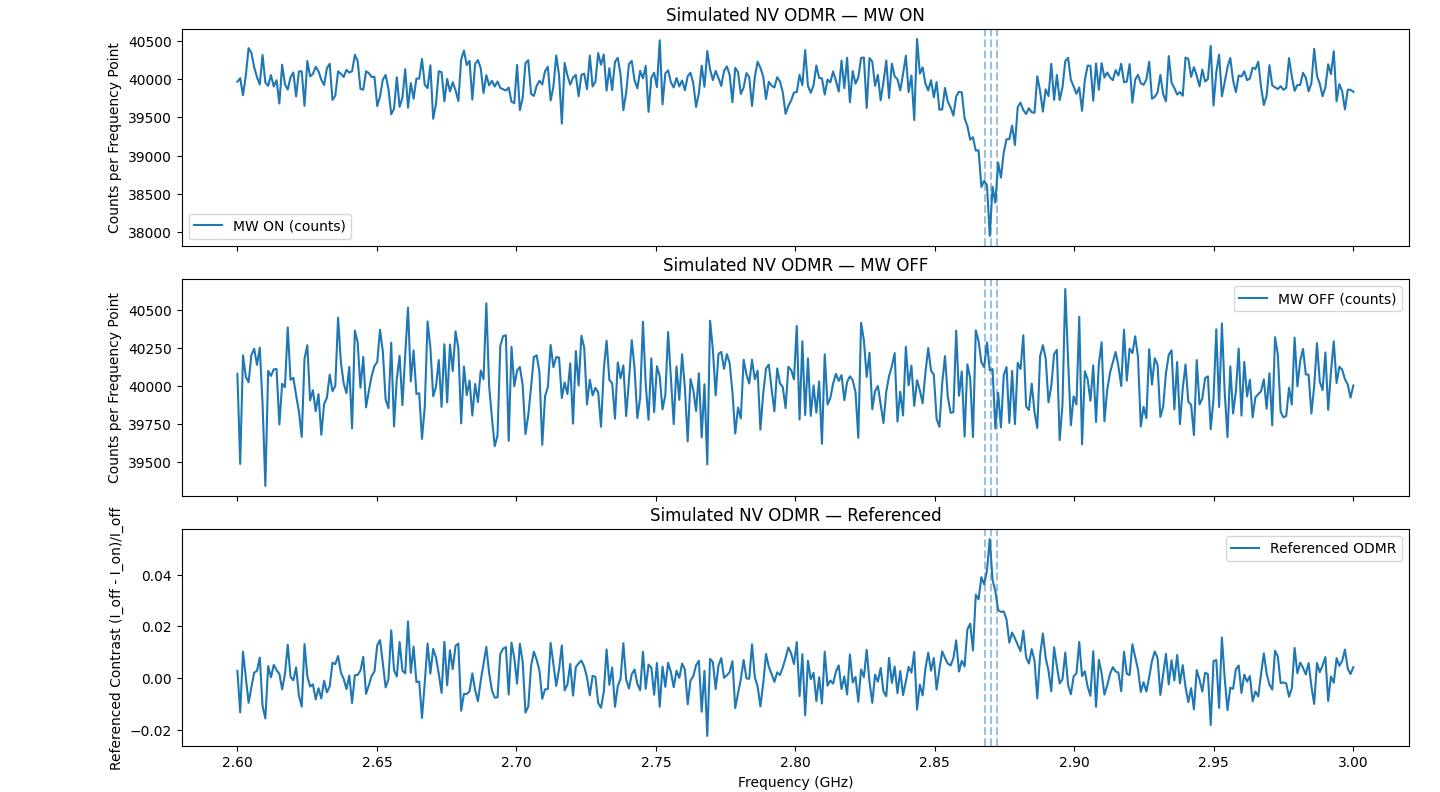 Simulated NV ODMR — MW ON
Counts per Frequency Point
40500
40000
39500
39000
38500
38000
MW ON (counts)
Simulated NV ODMR — MW OFF
Counts per Frequency Point
40500
40250
40000
39750
39500
MW OFF (counts)
Simulated NV ODMR — Referenced
Referenced Contrast (I_off - I_on)/I_off
0.04
0.02
0.00
−0.02
Referenced ODMR
2.60 2.65 2.70 2.75 2.80 2.85 2.90 2.95 3.00
Frequency (GHz)